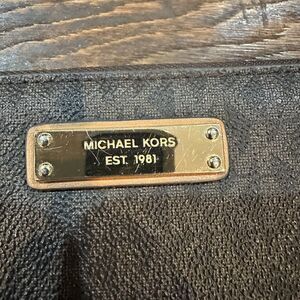 MICHAEL KORS
EST. 1981